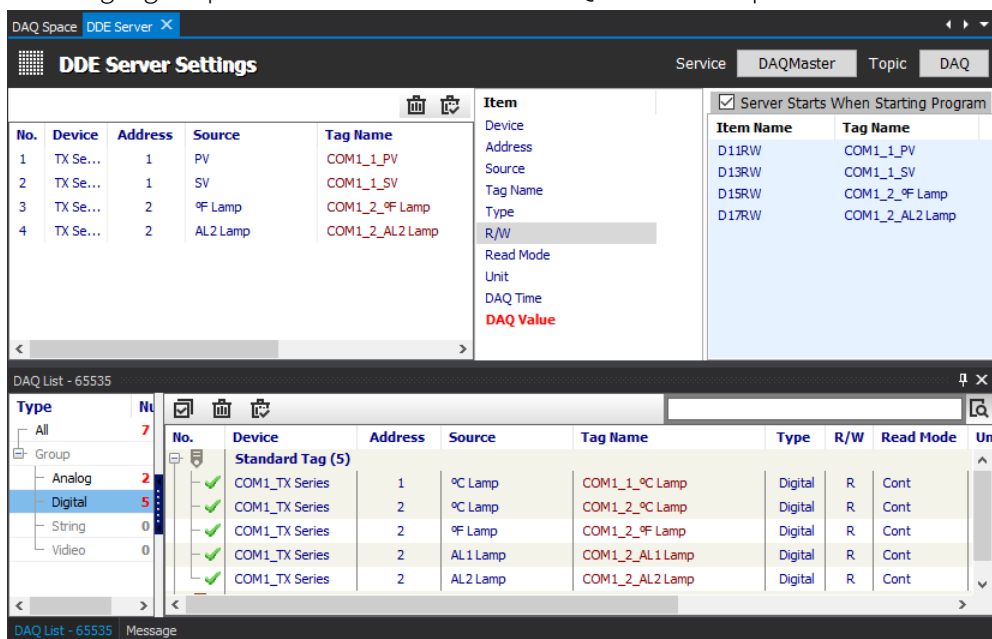 DAQ Space DDE Server
DDE Server Settings Service DAQMaster Topic DAQ
Server Starts When Starting Program
No. Device Address Source Tag Name
1 TX Se... 1 PV COM1_1_PV
2 TX Se... 1 SV COM1_1_SV
3 TX Se... 2 ºF Lamp COM1_2_ºF Lamp
4 TX Se... 2 AL2 Lamp COM1_2_AL2 Lamp
Item
Device
Address
Source
Tag Name
Type
R/W
Read Mode
Unit
DAQ Time
DAQ Value
Item Name Tag Name
D11RW COM1_1_PV
D13RW COM1_1_SV
D15RW COM1_2_ºF Lamp
D17RW COM1_2_AL2 Lamp
DAQ List - 65535
Type Nu
All 7
Group
Analog 2
Digital 5
String 0
Vidieo 0
No. Device Address Source Tag Name Type R/W Read Mode Un
Standard Tag (5)
COM1_TX Series 1 ºC Lamp COM1_1_ºC Lamp Digital R Cont
COM1_TX Series 2 ºC Lamp COM1_2_ºC Lamp Digital R Cont
COM1_TX Series 2 ºF Lamp COM1_2_ºF Lamp Digital R Cont
COM1_TX Series 2 AL1 Lamp COM1_2_AL1 Lamp Digital R Cont
COM1_TX Series 2 AL2 Lamp COM1_2_AL2 Lamp Digital R Cont
DAQ List - 65535 Message